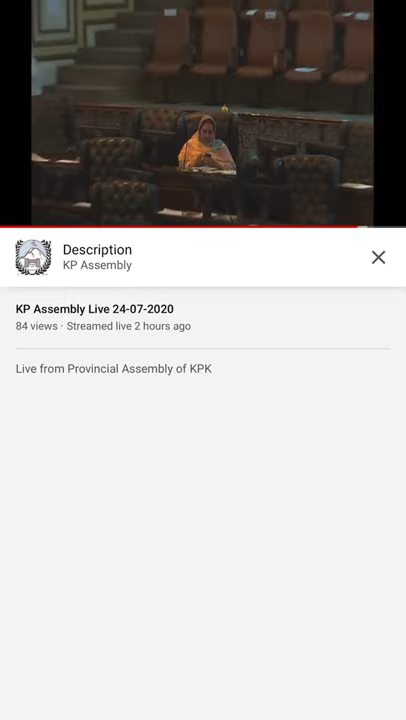 Description
KP Assembly
KP Assembly Live 24-07-2020
84 views · Streamed live 2 hours ago
Live from Provincial Assembly of KPK